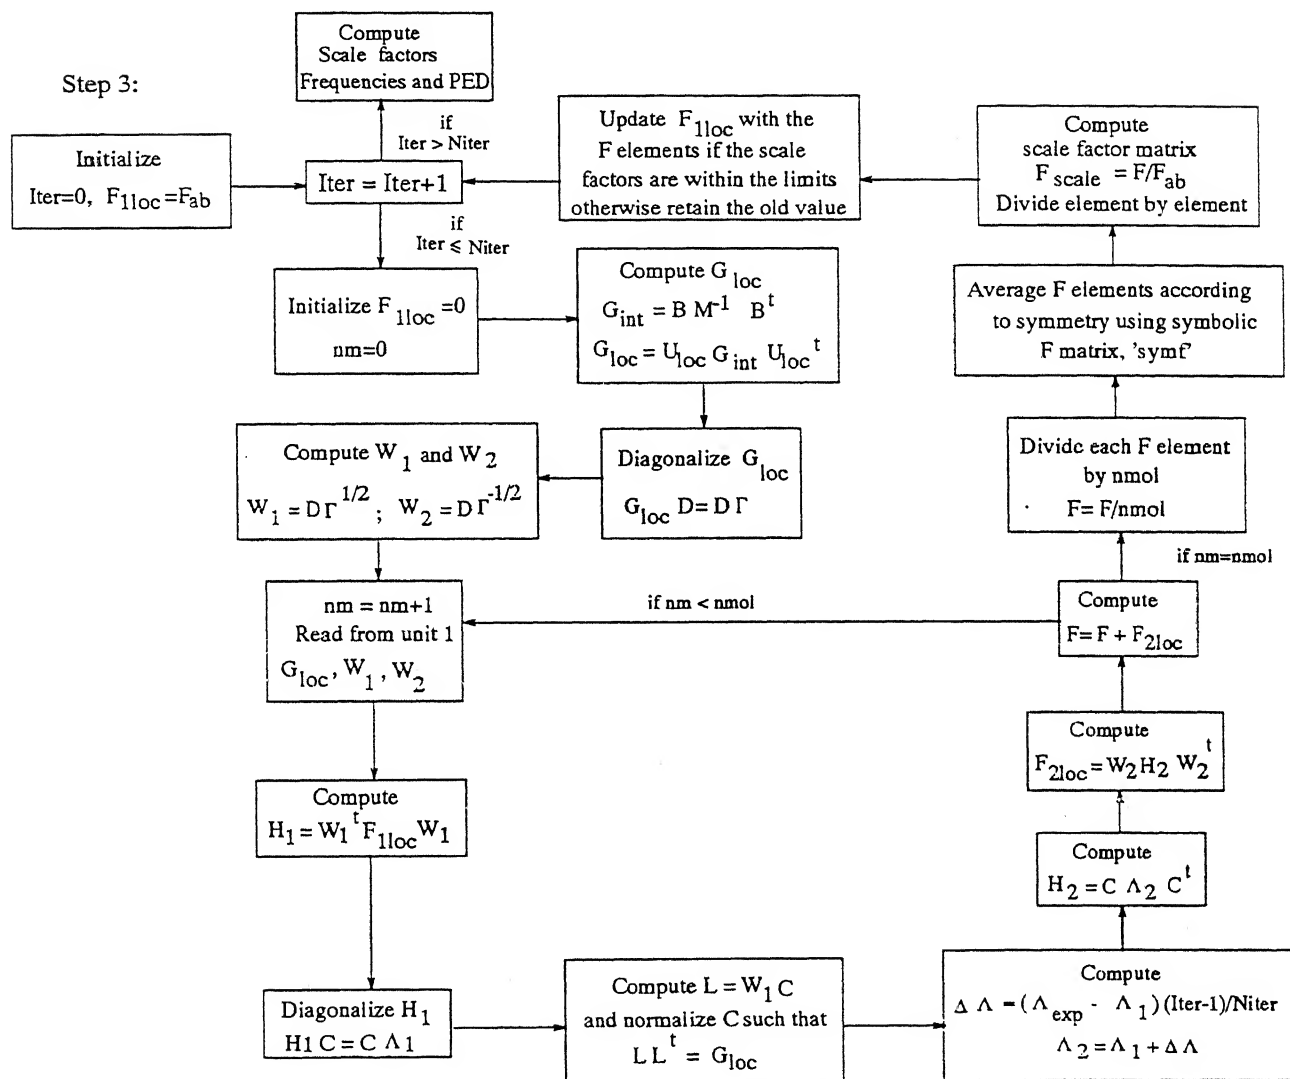 Step 3:
Compute
Scale factors
Frequencies and PED
Initialize
Iter=0, F1loc=Fab
if
Iter > Niter
Iter = Iter+1
if
Iter ⩽ Niter
Update F1loc with the
F elements if the scale
factors are within the limits
otherwise retain the old value
Compute
scale factor matrix
Fscale = F/Fab
Divide element by element
Initialize F1loc =0
nm=0
Compute Gloc
Gint = B M^-1 B^t
Gloc = Uloc Gint Uloc^t
Average F elements according
to symmetry using symbolic
F matrix, 'symf'
Compute W1 and W2
W1 = DΓ^1/2 ; W2 = DΓ^-1/2
Diagonalize Gloc
Gloc D= D Γ
Divide each F element
by nmol
F= F/nmol
if nm=nmol
nm = nm+1
Read from unit 1
Gloc, W1, W2
if nm < nmol
Compute
F= F + F2loc
Compute
F2loc = W2 H2 W2^t
Compute
H1 = W1^t F1loc W1
Compute
H2 = C Λ2 C^t
Diagonalize H1
H1 C = C Λ1
Compute L = W1 C
and normalize C such that
L L^t = Gloc
Compute
Δ Λ = (Λexp - Λ1) (Iter-1)/Niter
Λ2 = Λ1 + Δ Λ